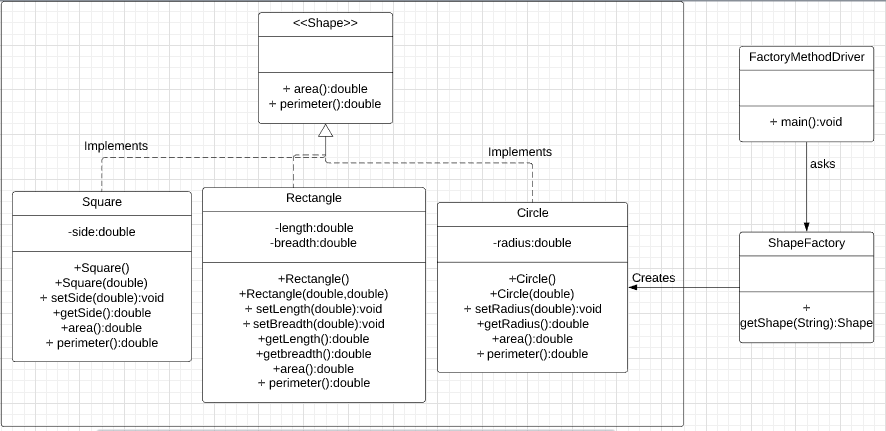 <<Shape>>
+ area():double
+ perimeter():double
FactoryMethodDriver
+ main():void
Implements
Implements
asks
Square
-side:double
+Square()
+Square(double)
+ setSide(double):void
+getSide():double
+area():double
+ perimeter():double
Rectangle
-length:double
-breadth:double
+Rectangle()
+Rectangle(double,double)
+ setLength(double):void
+ setBreadth(double):void
+getLength():double
+getbreadth():double
+area():double
+ perimeter():double
Circle
-radius:double
+Circle()
+Circle(double)
+ setRadius(double):void
+getRadius():double
+area():double
+ perimeter():double
Creates
ShapeFactory
+
getShape(String):Shape